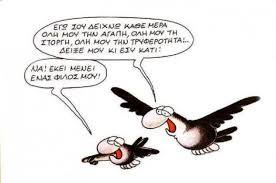 ΕΓΩ ΣΟΥ ΔΕΙΧΝΩ ΚΑΘΕ ΜΕΡΑ
ΟΛΗ ΜΟΥ ΤΗΝ ΑΓΑΠΗ, ΟΛΗ ΜΟΥ ΤΗ
ΣΤΟΡΓΗ, ΟΛΗ ΜΟΥ ΤΗΝ ΤΡΥΦΕΡΟΤΗΤΑ!..
ΔΕΙΞΕ ΜΟΥ ΚΙ ΕΣΥ ΚΑΤΙ!
ΝΑ! ΕΚΕΙ ΜΕΝΕΙ
ΕΝΑΣ ΦΙΛΟΣ ΜΟΥ!